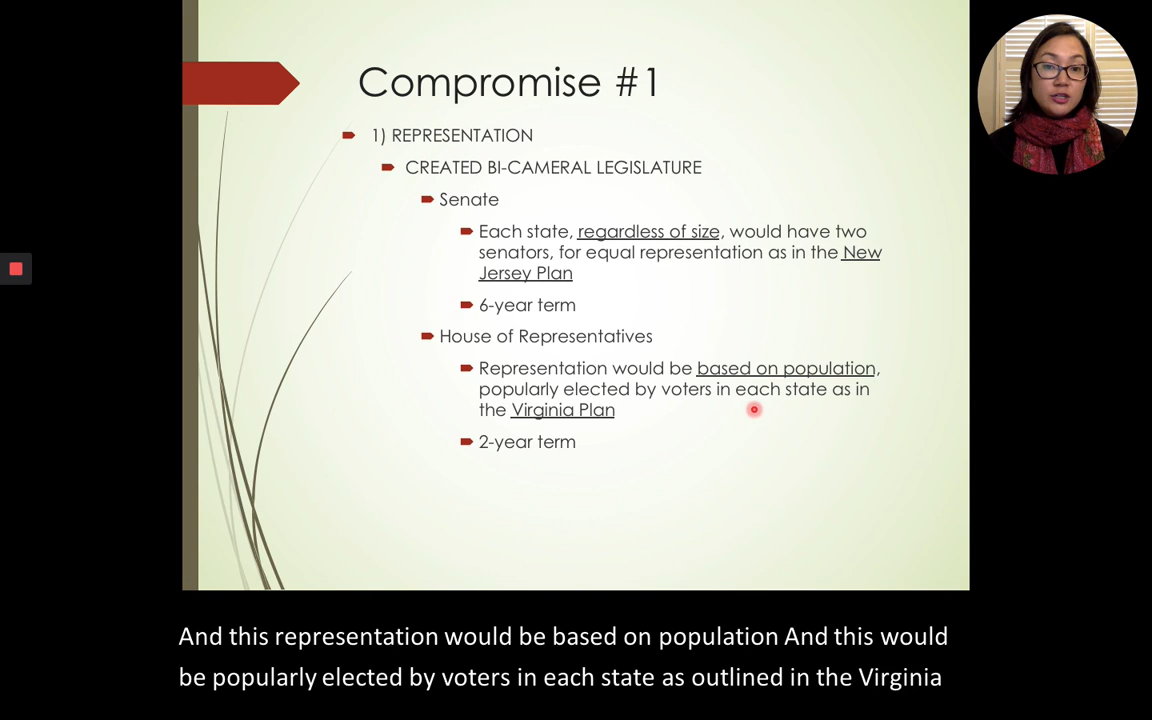 Compromise #1
1) REPRESENTATION
CREATED BI-CAMERAL LEGISLATURE
Senate
Each state, regardless of size, would have two
senators, for equal representation as in the New
Jersey Plan
6-year term
House of Representatives
Representation would be based on population,
popularly elected by voters in each state as in
the Virginia Plan
2-year term
And this representation would be based on population And this would
be popularly elected by voters in each state as outlined in the Virginia